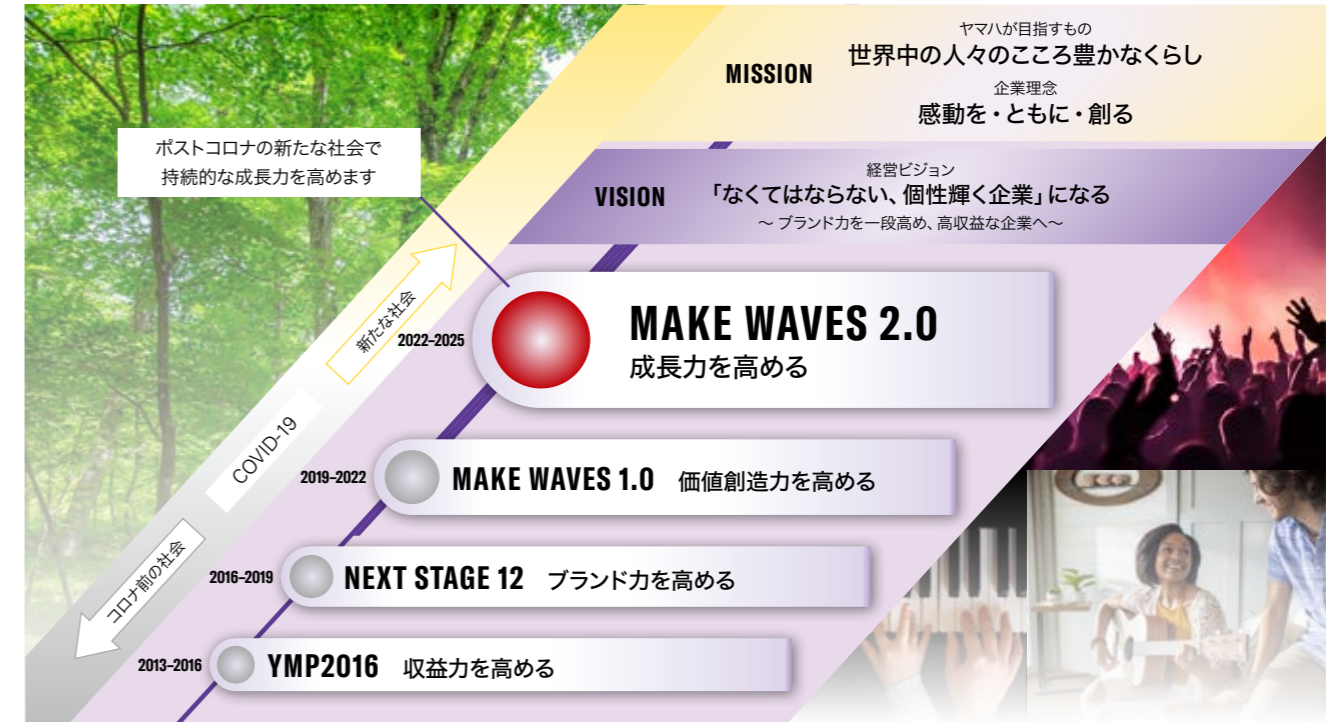 ヤマハが目指すもの
MISSION
世界中の人々のこころ豊かなくらし
企業理念
感動を・ともに・創る
ポストコロナの新たな社会で
持続的な成長力を高めます
経営ビジョン
VISION
「なくてはならない、個性輝く企業」になる
～ ブランド力を一段高め、高収益な企業へ～
新たな社会
2022–2025
MAKE WAVES 2.0
成長力を高める
COVID-19
2019–2022
MAKE WAVES 1.0 価値創造力を高める
コロナ前の社会
2016–2019
NEXT STAGE 12 ブランド力を高める
2013–2016
YMP2016 収益力を高める